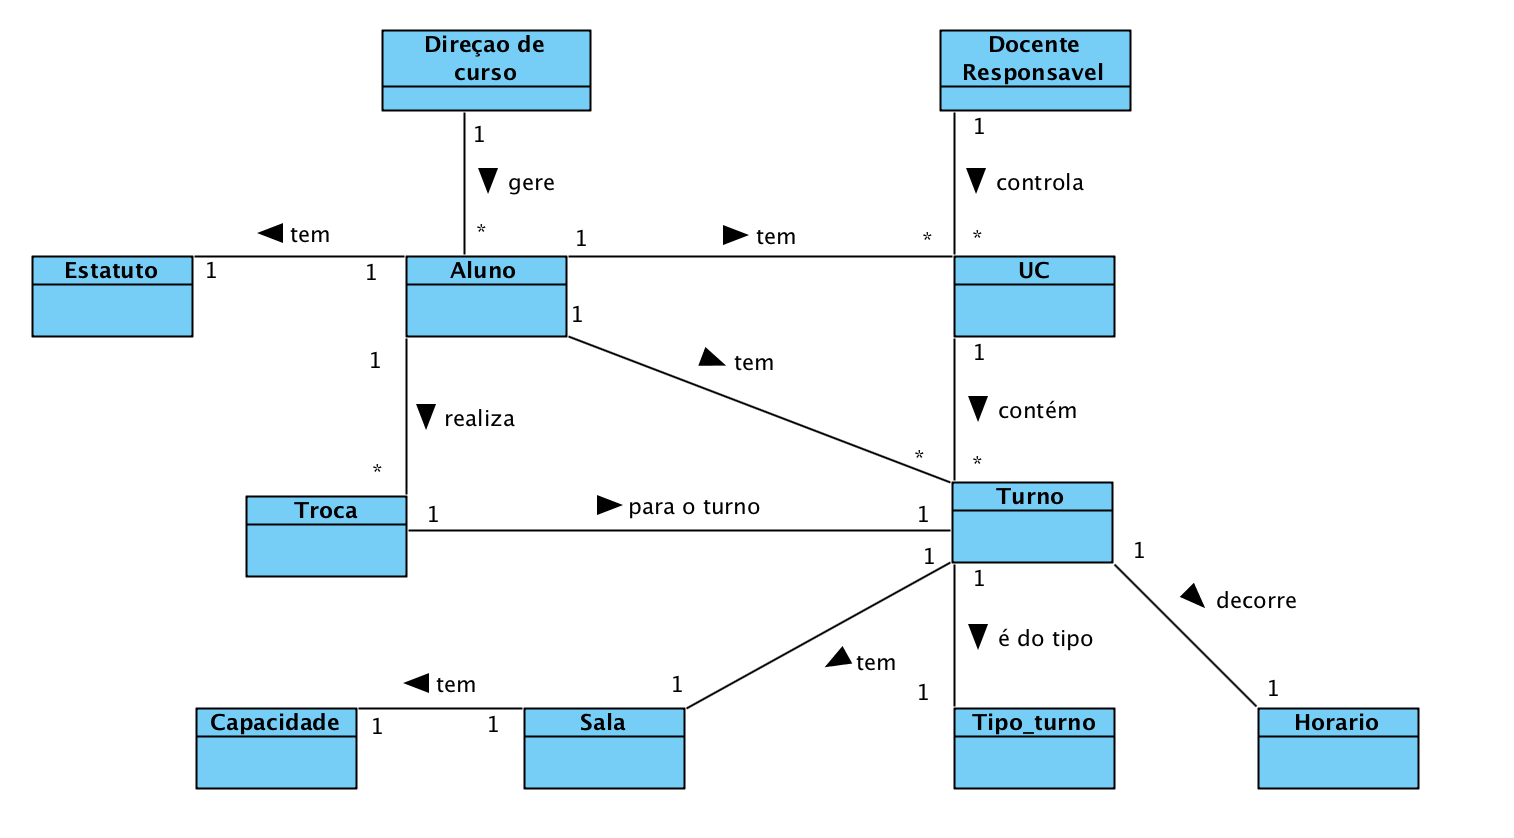 Direçao de
curso
Docente
Responsavel
1
1
gere
controla
*
*
tem
1
tem
*
Estatuto
1
1
Aluno
UC
1
1
1
tem
realiza
contém
*
*
*
Troca
1
para o turno
1
Turno
1
1
1
decorre
tem
é do tipo
tem
1
1
1
Capacidade
1
1
Sala
Tipo_turno
Horario